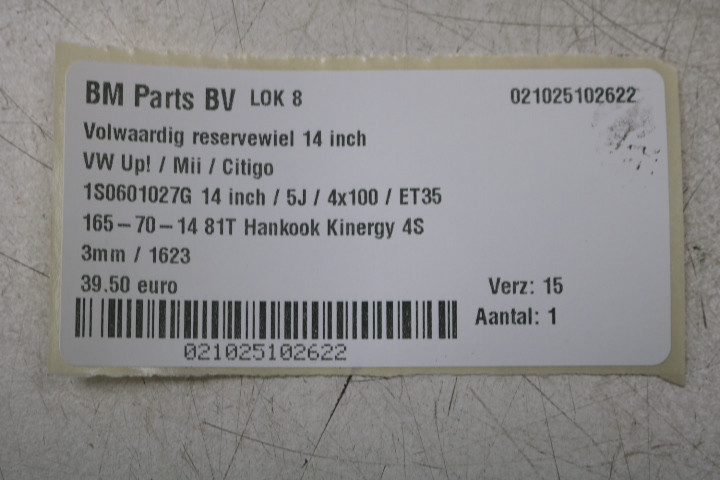 BM Parts BV LOK 8 021025102622
Volwaardig reservewiel 14 inch
VW Up! / Mii / Citigo
1S0601027G 14 inch / 5J / 4x100 / ET35
165-70-14 81T Hankook Kinergy 4S
3mm / 1623
39.50 euro Verz: 15
Aantal: 1
021025102622